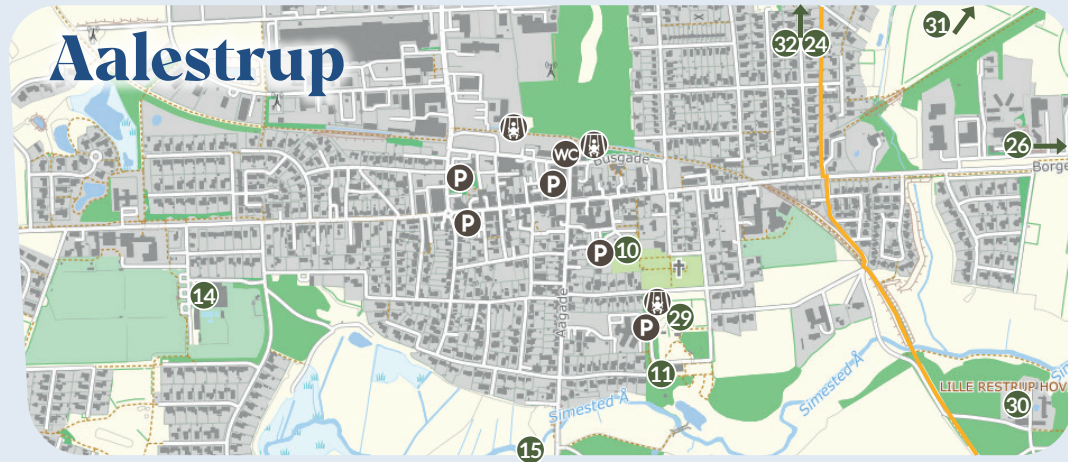 Aalestrup
31
32 24
26
Borge
WC
Busgade
P
P
P
P
10
14
Aagade
29
P
11
Simested Å
Simested Å
LILLE RESTRUP HOV
30
15